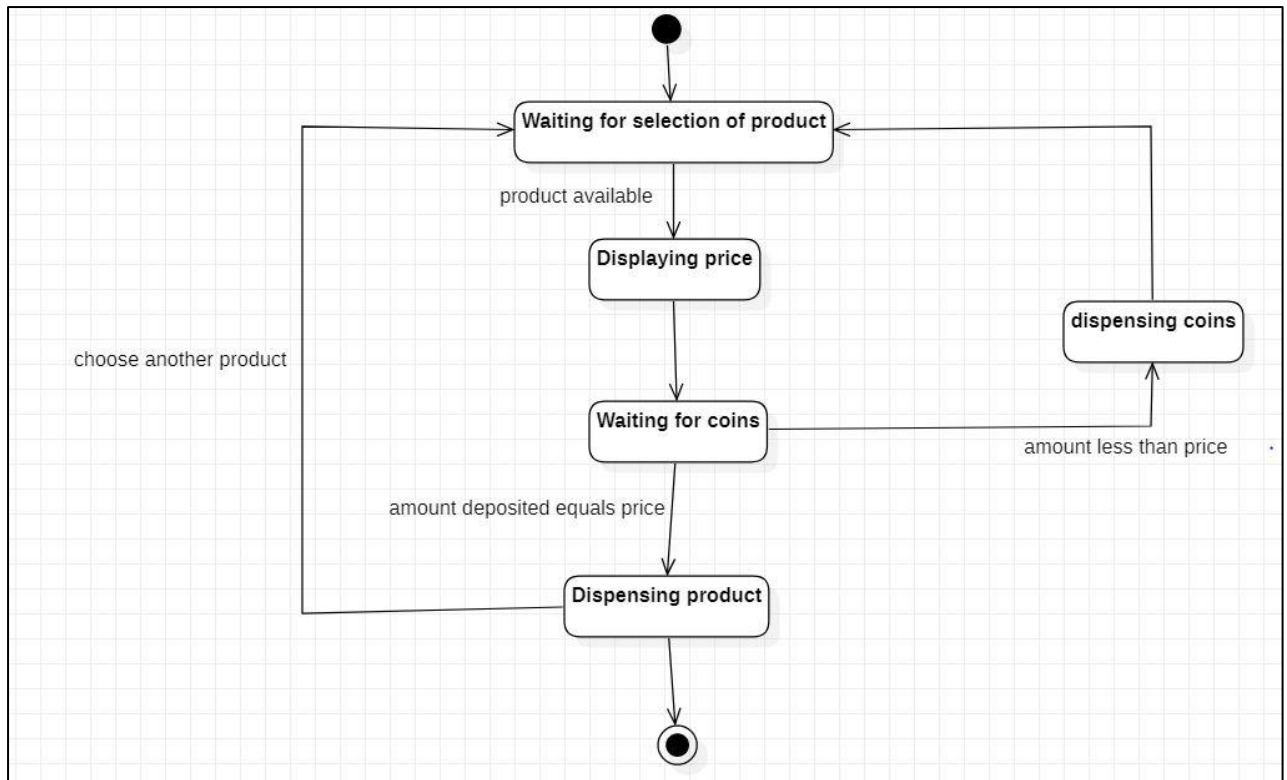 Waiting for selection of product
product available
Displaying price
dispensing coins
choose another product
Waiting for coins
amount less than price
amount deposited equals price
Dispensing product